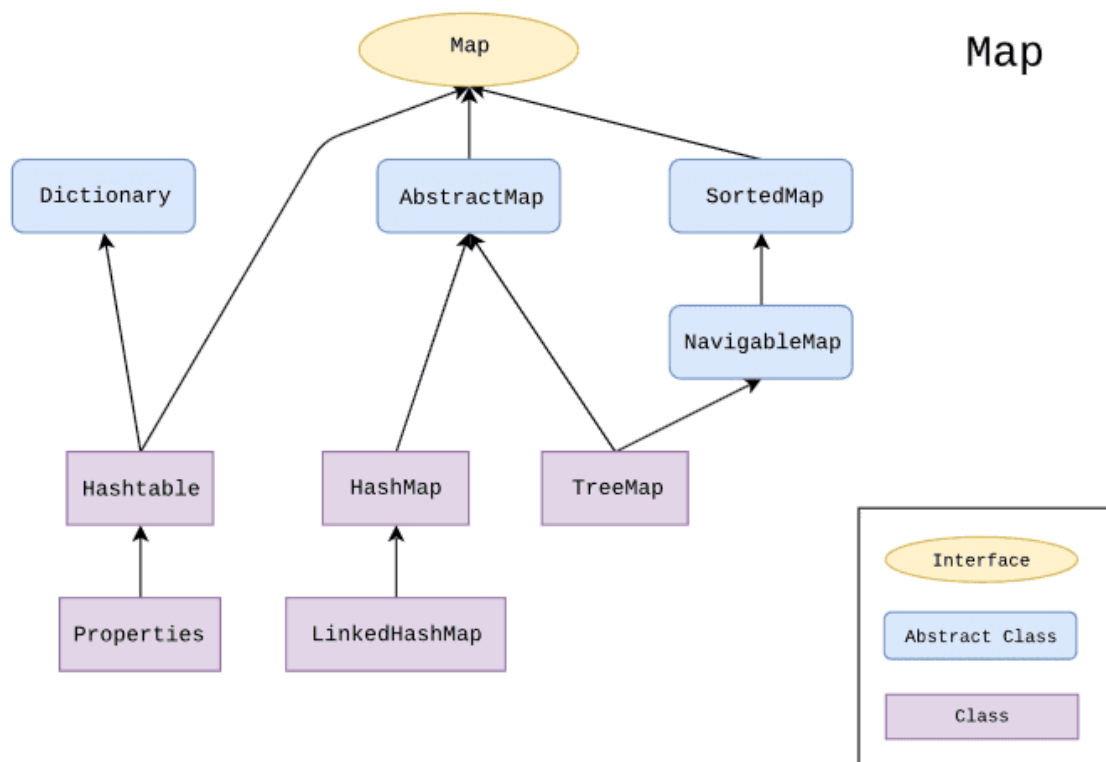 Map
Map
Dictionary
AbstractMap
SortedMap
NavigableMap
Hashtable
HashMap
TreeMap
Properties
LinkedHashMap
Interface
Abstract Class
Class